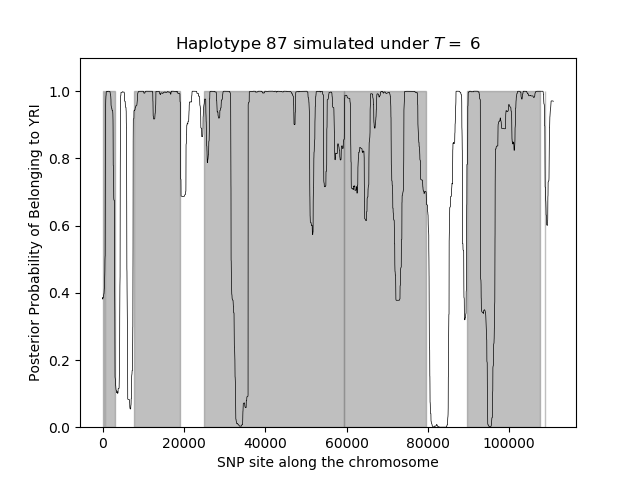 Haplotype 87 simulated under T = 6
Posterior Probability of Belonging to YRI
1.0
0.8
0.6
0.4
0.2
0.0
0 20000 40000 60000 80000 100000
SNP site along the chromosome